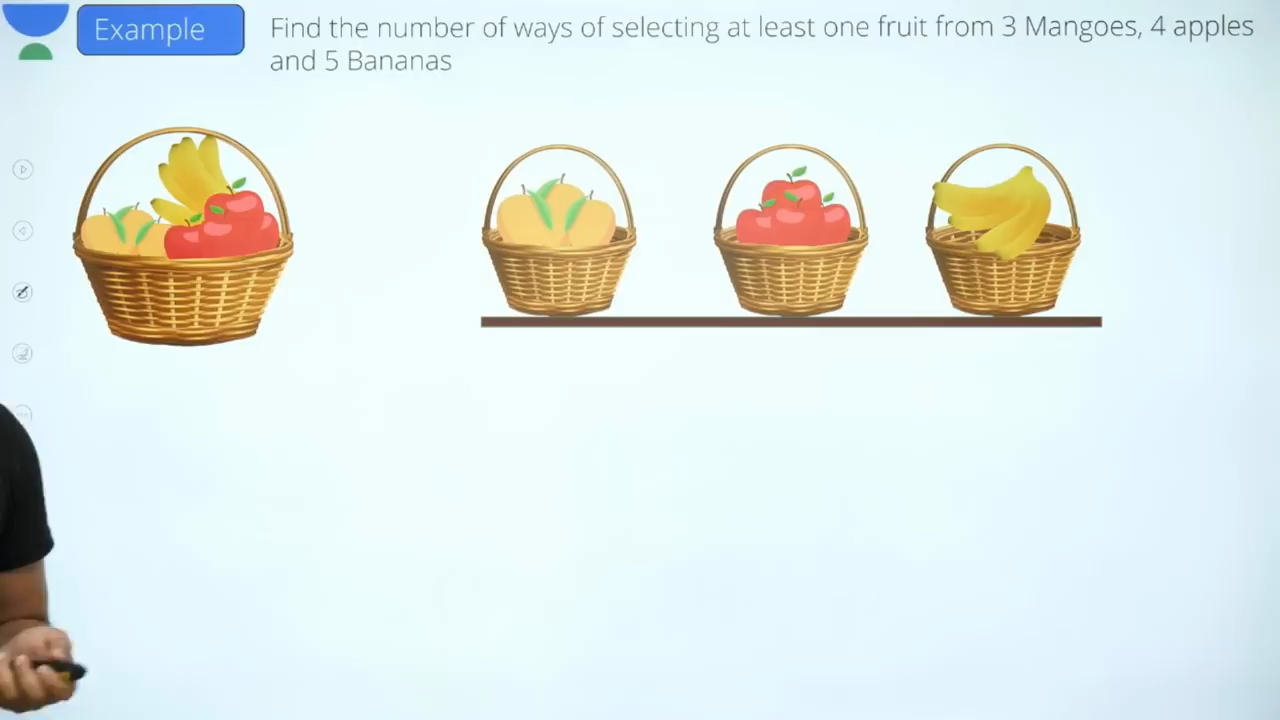 Example
Find the number of ways of selecting at least one fruit from 3 Mangoes, 4 apples
and 5 Bananas